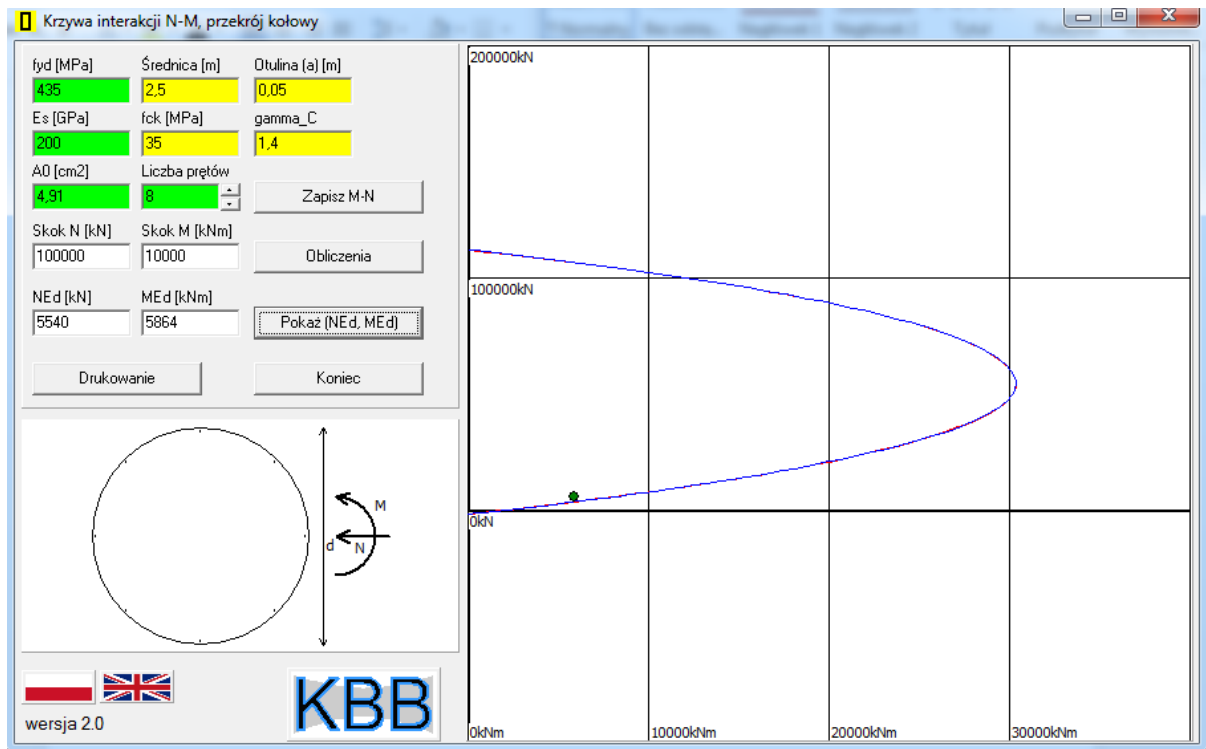 Krzywa interakcji N-M, przekrój kołowy
fyd [MPa] Średnica [m] Otulina (a) [m]
435 2,5 0,05
Es [GPa] fck [MPa] gamma_C
200 35 1,4
A0 [cm2] Liczba prętów
4,91 8 Zapisz M-N
Skok N [kN] Skok M [kNm]
100000 10000 Obliczenia
NEd [kN] MEd [kNm]
5540 5864 Pokaż (NEd, MEd)
Drukowanie Koniec
M
d N
KBB
wersja 2.0
200000kN
100000kN
0kN
0kNm 10000kNm 20000kNm 30000kNm